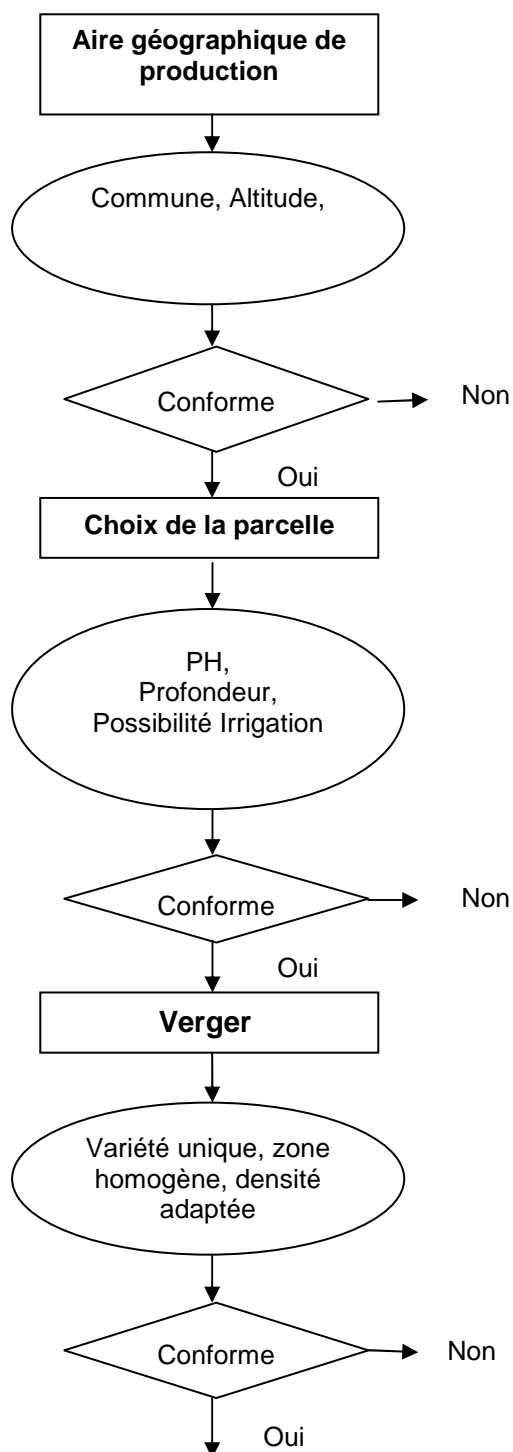 Aire géographique de
production
Commune, Altitude,
Conforme
Non
Oui
Choix de la parcelle
PH,
Profondeur,
Possibilité Irrigation
Conforme
Non
Oui
Verger
Variété unique, zone
homogène, densité
adaptée
Conforme
Non
Oui